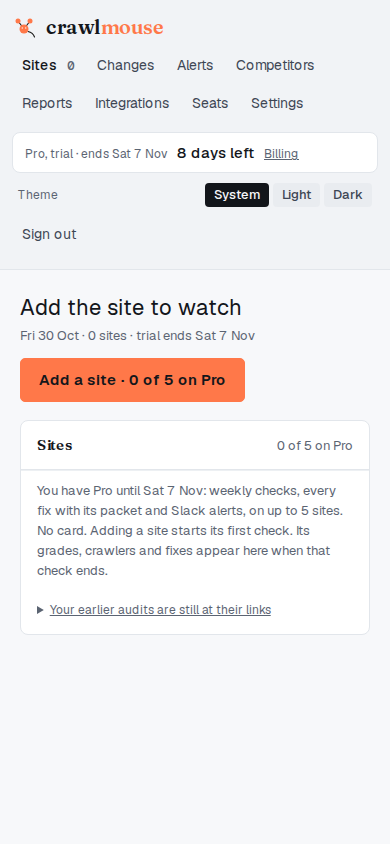 crawlmouse
Sites 0 Changes Alerts Competitors
Reports Integrations Seats Settings
Pro, trial · ends Sat 7 Nov 8 days left Billing
Theme System Light Dark
Sign out
Add the site to watch
Fri 30 Oct · 0 sites · trial ends Sat 7 Nov
Add a site · 0 of 5 on Pro
Sites 0 of 5 on Pro
You have Pro until Sat 7 Nov: weekly checks, every
fix with its packet and Slack alerts, on up to 5 sites.
No card. Adding a site starts its first check. Its
grades, crawlers and fixes appear here when that
check ends.
Your earlier audits are still at their links